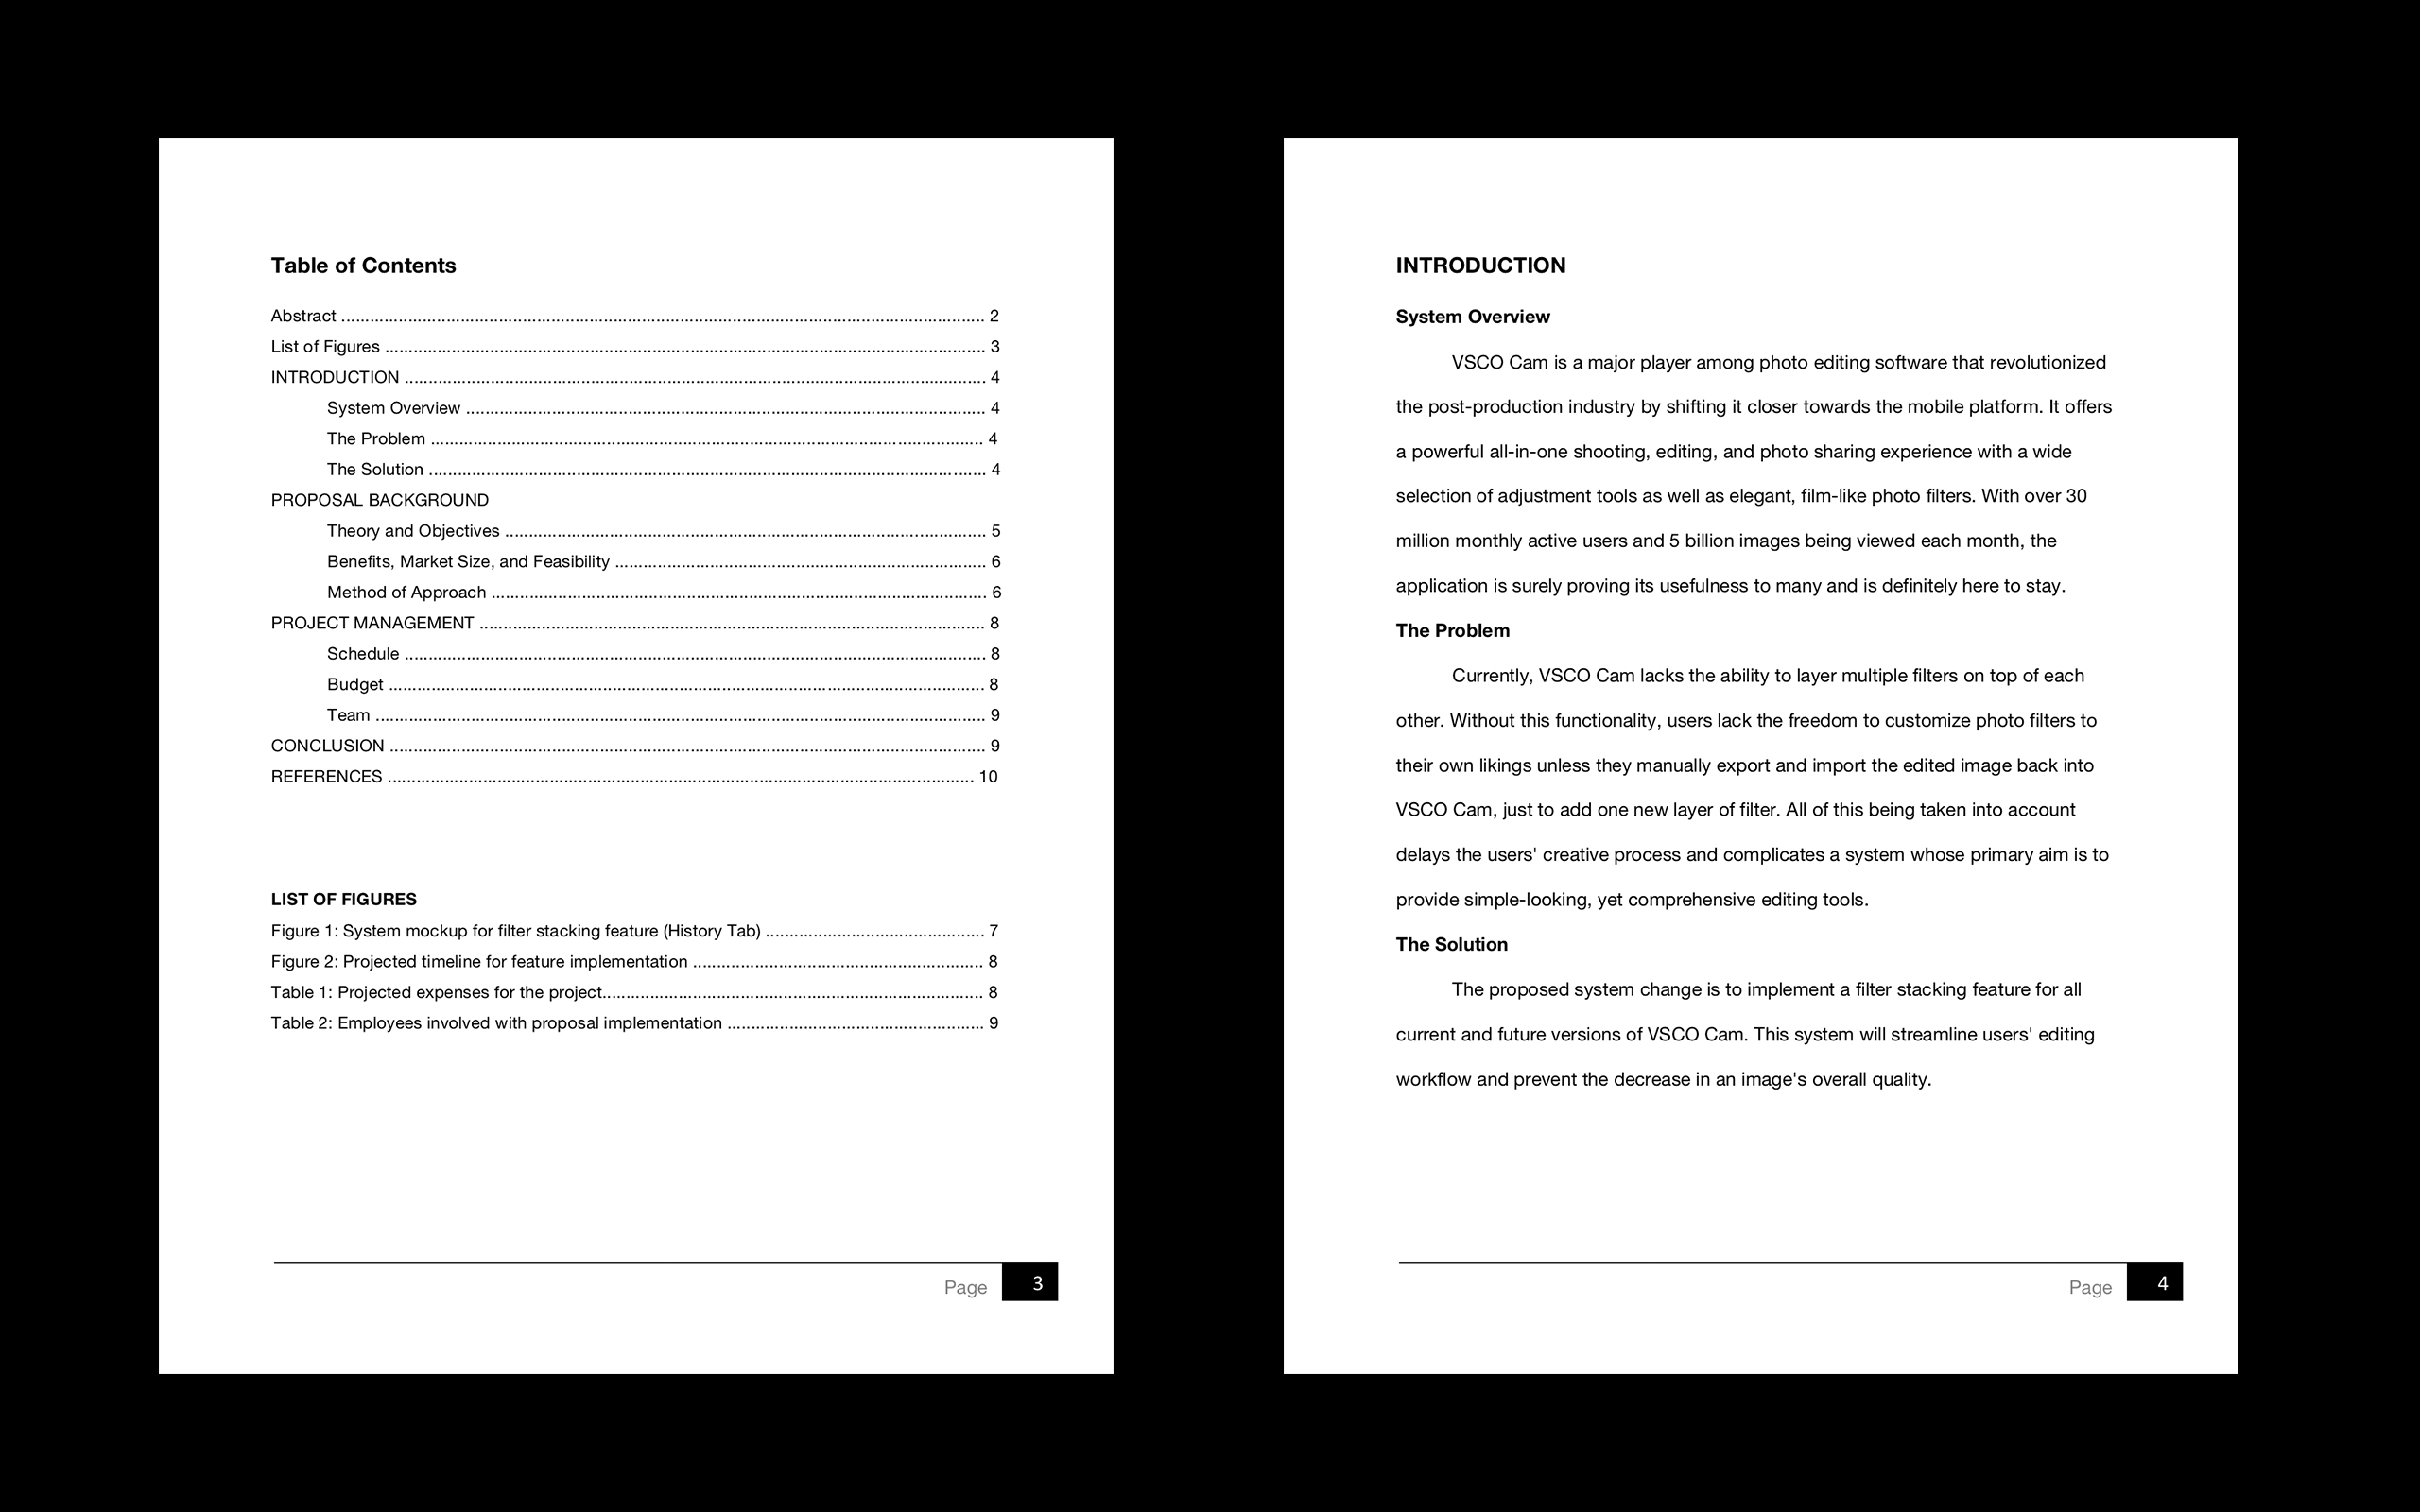 Table of Contents
Abstract ........................................................................................................................................ 2
List of Figures ............................................................................................................................... 3
INTRODUCTION ........................................................................................................................... 4
System Overview .............................................................................................................. 4
The Problem ..................................................................................................................... 4
The Solution ...................................................................................................................... 4
PROPOSAL BACKGROUND
Theory and Objectives ...................................................................................................... 5
Benefits, Market Size, and Feasibility ............................................................................... 6
Method of Approach ......................................................................................................... 6
PROJECT MANAGEMENT ........................................................................................................... 8
Schedule ........................................................................................................................... 8
Budget .............................................................................................................................. 8
Team ................................................................................................................................. 9
CONCLUSION .............................................................................................................................. 9
REFERENCES ............................................................................................................................ 10
LIST OF FIGURES
Figure 1: System mockup for filter stacking feature (History Tab) .............................................. 7
Figure 2: Projected timeline for feature implementation ............................................................. 8
Table 1: Projected expenses for the project................................................................................ 8
Table 2: Employees involved with proposal implementation ...................................................... 9
Page 3
INTRODUCTION
System Overview
VSCO Cam is a major player among photo editing software that revolutionized
the post-production industry by shifting it closer towards the mobile platform. It offers
a powerful all-in-one shooting, editing, and photo sharing experience with a wide
selection of adjustment tools as well as elegant, film-like photo filters. With over 30
million monthly active users and 5 billion images being viewed each month, the
application is surely proving its usefulness to many and is definitely here to stay.
The Problem
Currently, VSCO Cam lacks the ability to layer multiple filters on top of each
other. Without this functionality, users lack the freedom to customize photo filters to
their own likings unless they manually export and import the edited image back into
VSCO Cam, just to add one new layer of filter. All of this being taken into account
delays the users' creative process and complicates a system whose primary aim is to
provide simple-looking, yet comprehensive editing tools.
The Solution
The proposed system change is to implement a filter stacking feature for all
current and future versions of VSCO Cam. This system will streamline users' editing
workflow and prevent the decrease in an image's overall quality.
Page 4